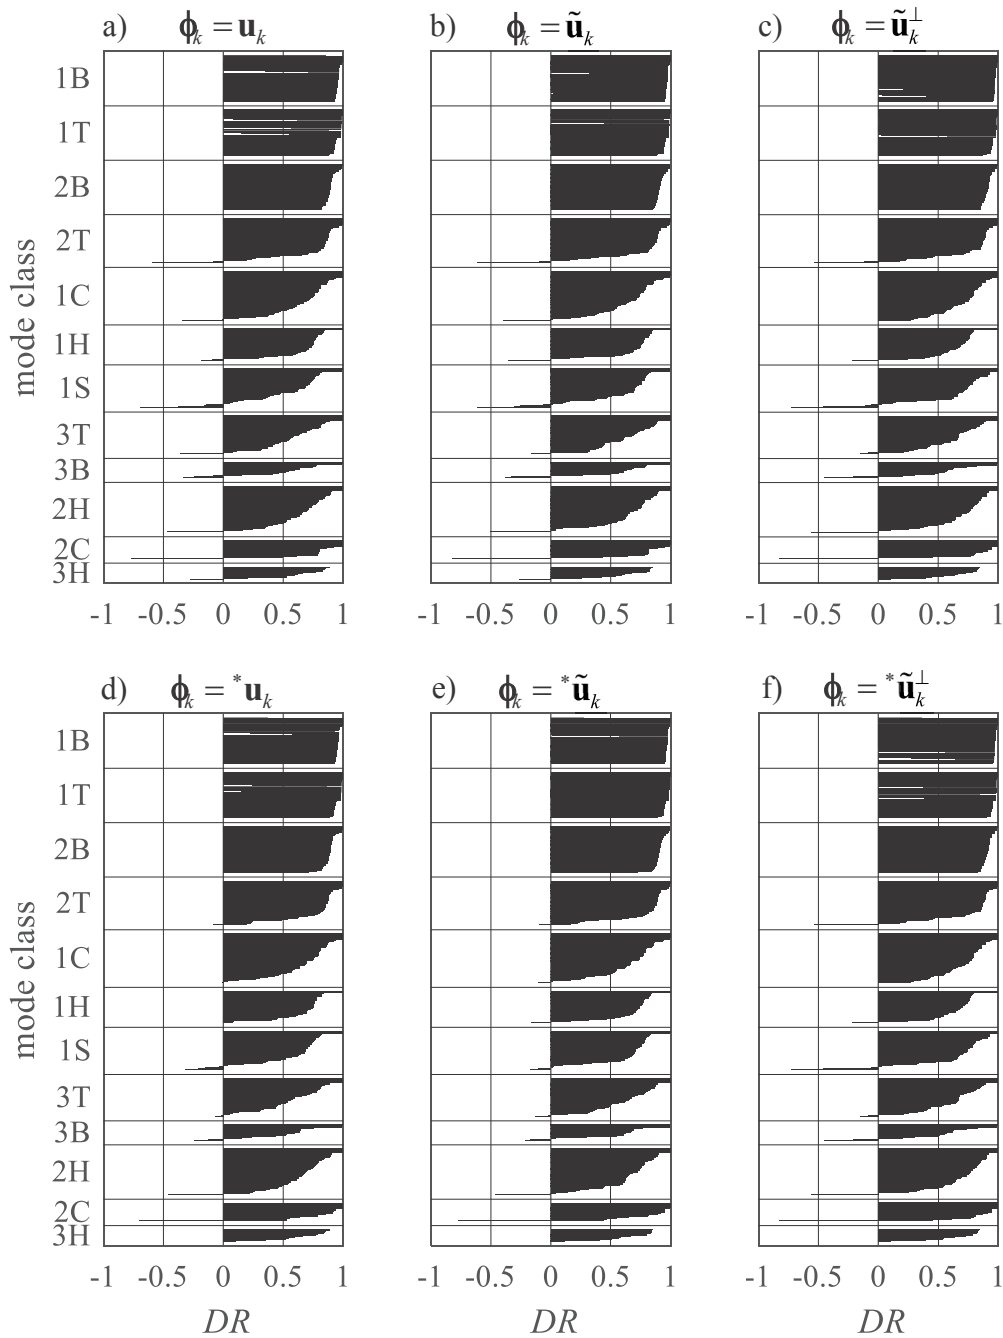 a) ϕₖ = uₖ
b) ϕₖ = ũₖ
c) ϕₖ = ũₖ^⊥
mode class
1B
1T
2B
2T
1C
1H
1S
3T
3B
2H
2C
3H
-1 -0.5 0 0.5 1
-1 -0.5 0 0.5 1
-1 -0.5 0 0.5 1
d) ϕₖ = *uₖ
e) ϕₖ = *ũₖ
f) ϕₖ = *ũₖ^⊥
mode class
1B
1T
2B
2T
1C
1H
1S
3T
3B
2H
2C
3H
-1 -0.5 0 0.5 1
-1 -0.5 0 0.5 1
-1 -0.5 0 0.5 1
DR
DR
DR